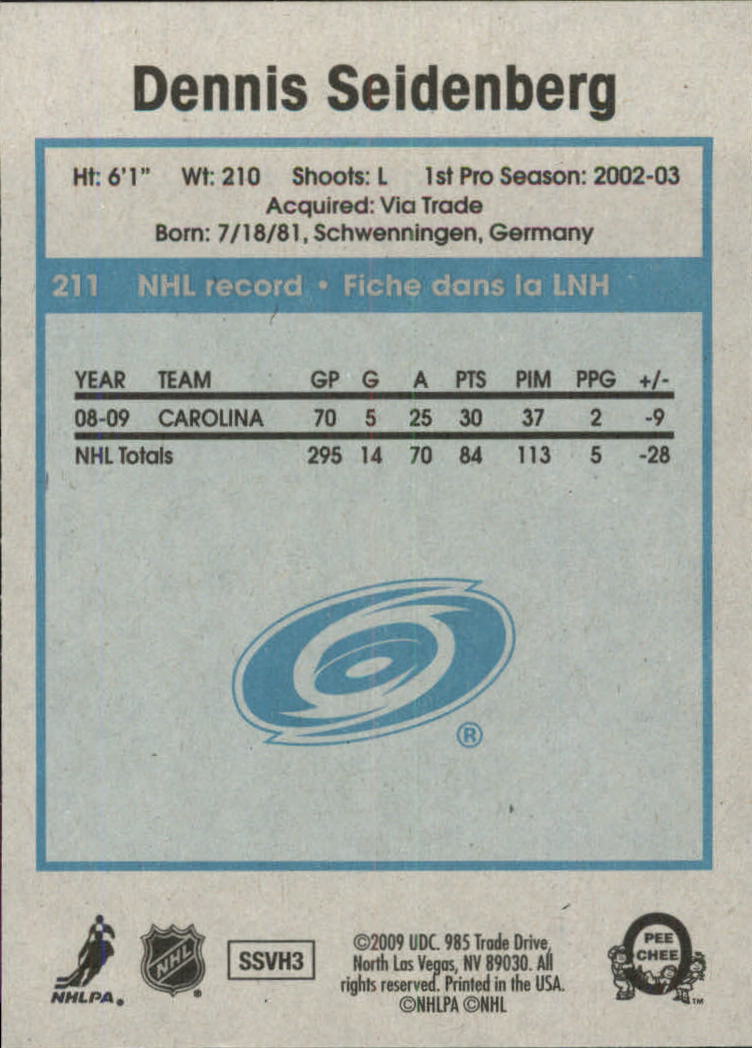 Dennis Seidenberg
Ht: 6'1" Wt: 210 Shoots: L 1st Pro Season: 2002-03
Acquired: Via Trade
Born: 7/18/81, Schwenningen, Germany
211 NHL record • Fiche dans la LNH
YEAR TEAM GP G A PTS PIM PPG +/-
08-09 CAROLINA 70 5 25 30 37 2 -9
NHL Totals 295 14 70 84 113 5 -28
®
NHLPA®
NHL®
SSVH3
©2009 UDC. 985 Trade Drive,
North Las Vegas, NV 89030. All
rights reserved. Printed in the USA.
©NHLPA ©NHL
PEE
CHEE
™